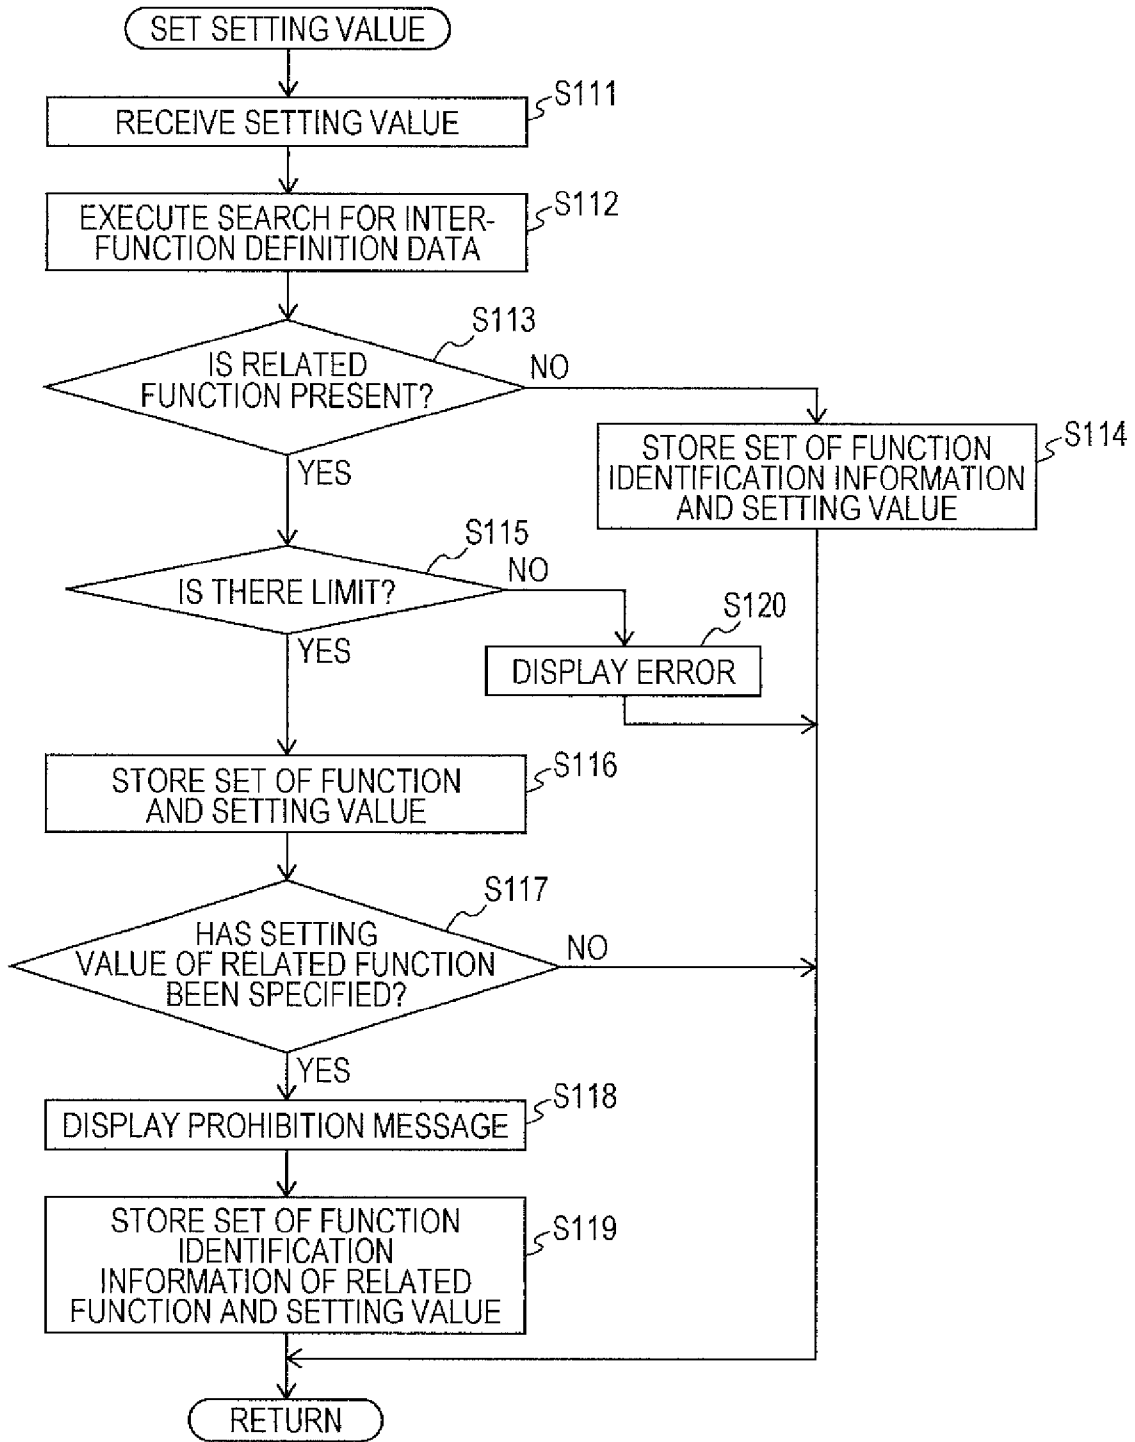 SET SETTING VALUE
S111
RECEIVE SETTING VALUE
S112
EXECUTE SEARCH FOR INTER-
FUNCTION DEFINITION DATA
S113
IS RELATED
FUNCTION PRESENT?
NO
YES
S114
STORE SET OF FUNCTION
IDENTIFICATION INFORMATION
AND SETTING VALUE
S115
IS THERE LIMIT?
NO
YES
S120
DISPLAY ERROR
S116
STORE SET OF FUNCTION
AND SETTING VALUE
S117
HAS SETTING
VALUE OF RELATED FUNCTION
BEEN SPECIFIED?
NO
YES
S118
DISPLAY PROHIBITION MESSAGE
S119
STORE SET OF FUNCTION
IDENTIFICATION
INFORMATION OF RELATED
FUNCTION AND SETTING VALUE
RETURN